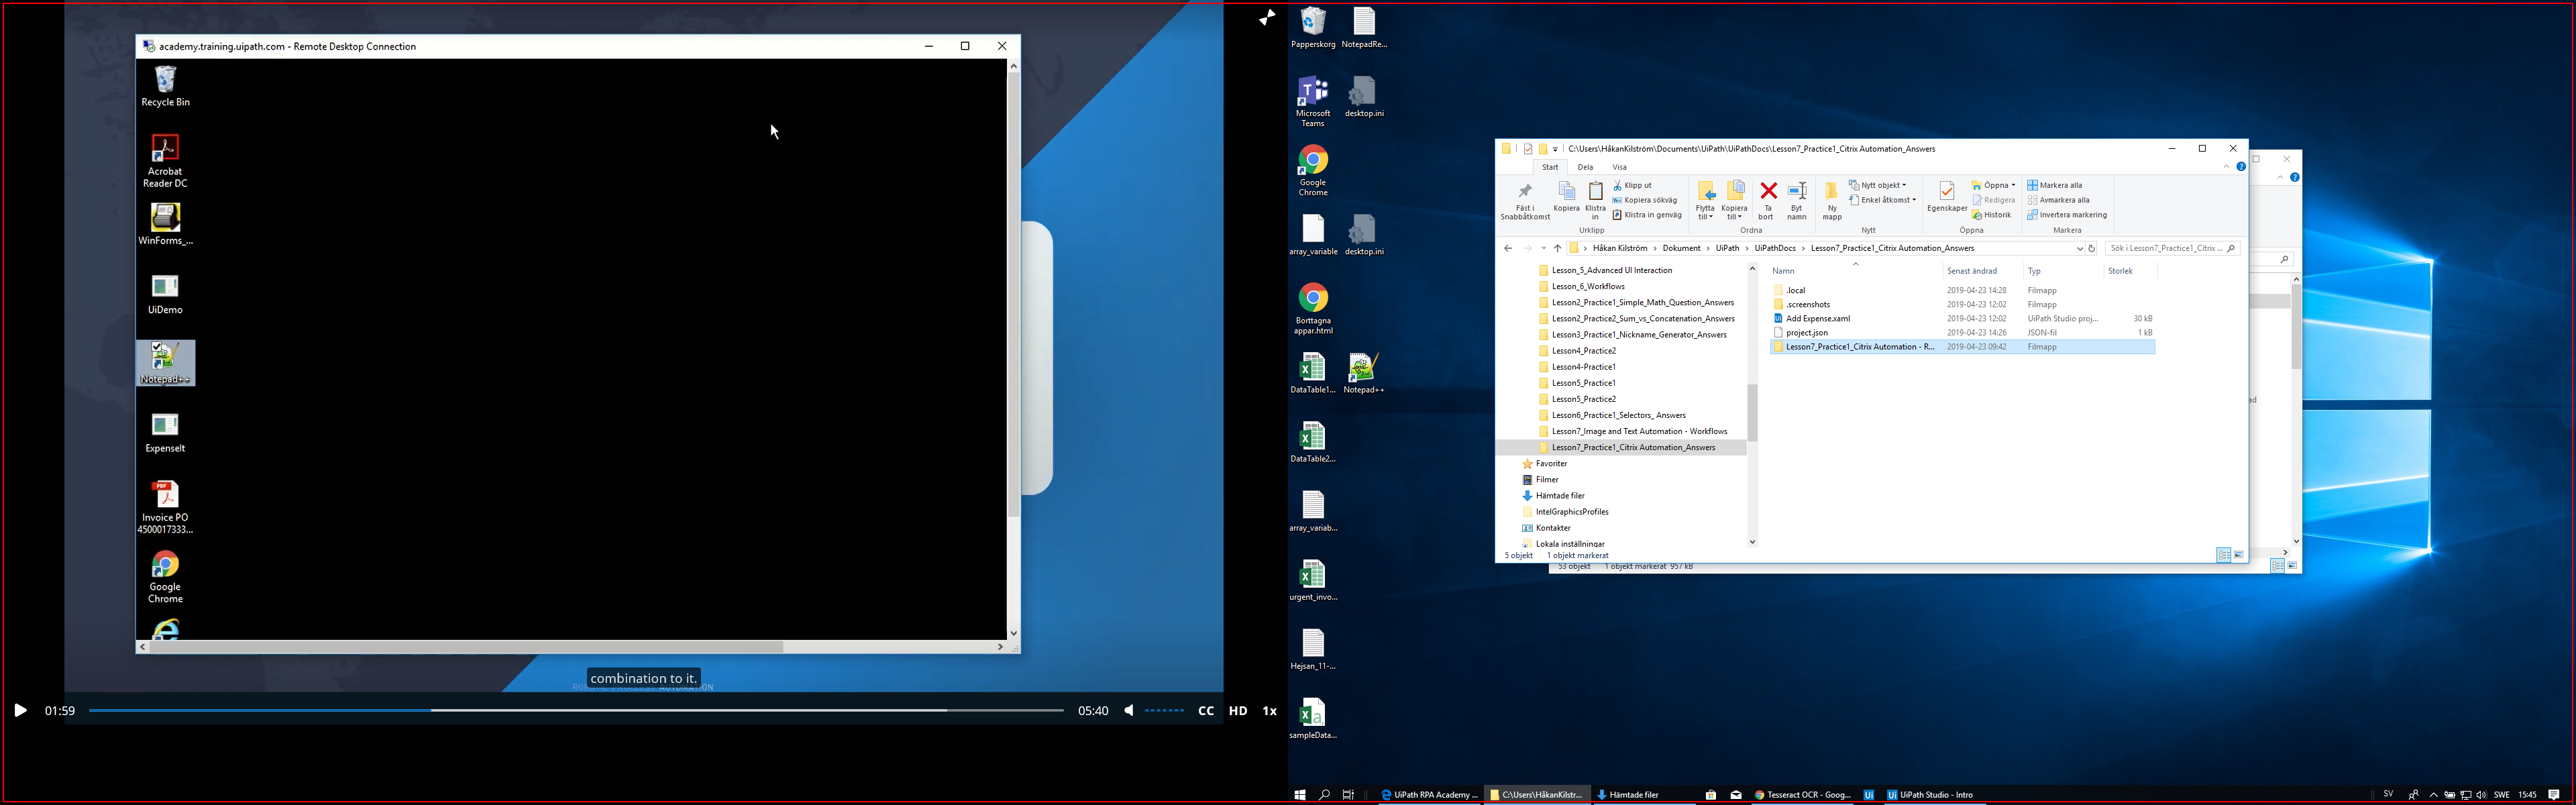 academy.training.uipath.com - Remote Desktop Connection
Recycle Bin
Acrobat
Reader DC
WinForms_...
UiDemo
Notepad++
ExpenseIt
Invoice PO
4500017333...
Google
Chrome
combination to it.
01:59
05:40
CC
HD
1x
Papperskorg
NotepadRe...
Microsoft
Teams
desktop.ini
Google
Chrome
array_variable
desktop.ini
Borttagna
appar.html
DataTable1...
Notepad++
DataTable2...
array_variab...
urgent_invo...
Hejsan_11-...
sampleData...
C:\Users\HåkanKilström\Documents\UiPath\UiPathDocs\Lesson7_Practice1_Citrix Automation_Answers
Start
Dela
Visa
Fäst i
Snabbåtkomst
Kopiera
Klistra
in
Klipp ut
Kopiera sökväg
Klistra in genväg
Urklipp
Flytta
till
Kopiera
till
Ta
bort
Byt
namn
Ordna
Ny
mapp
Nytt objekt
Enkel åtkomst
Nytt
Egenskaper
Öppna
Redigera
Historik
Öppna
Markera alla
Avmarkera alla
Invertera markering
Markera
Håkan Kilström > Dokument > UiPath > UiPathDocs > Lesson7_Practice1_Citrix Automation_Answers
Sök i Lesson7_Practice1_Citrix ...
Lesson_5_Advanced UI Interaction
Lesson_6_Workflows
Lesson2_Practice1_Simple_Math_Question_Answers
Lesson2_Practice2_Sum_vs_Concatenation_Answers
Lesson3_Practice1_Nickname_Generator_Answers
Lesson4_Practice2
Lesson4-Practice1
Lesson5_Practice1
Lesson5_Practice2
Lesson6_Practice1_Selectors_ Answers
Lesson7_Image and Text Automation - Workflows
Lesson7_Practice1_Citrix Automation_Answers
Favoriter
Filmer
Hämtade filer
IntelGraphicsProfiles
Kontakter
Lokala inställningar
Namn Senast ändrad Typ Storlek
.local 2019-04-23 14:28 Filmapp
.screenshots 2019-04-23 12:02 Filmapp
Add Expense.xaml 2019-04-23 12:02 UiPath Studio proj... 30 kB
project.json 2019-04-23 14:26 JSON-fil 1 kB
Lesson7_Practice1_Citrix Automation - R... 2019-04-23 09:42 Filmapp
5 objekt 1 objekt markerat
53 objekt 1 objekt markerat 957 kB
UiPath RPA Academy ...
C:\Users\HåkanKilstr...
Hämtade filer
Tesseract OCR - Goog...
UiPath Studio - Intro
SV
SWE
15:45